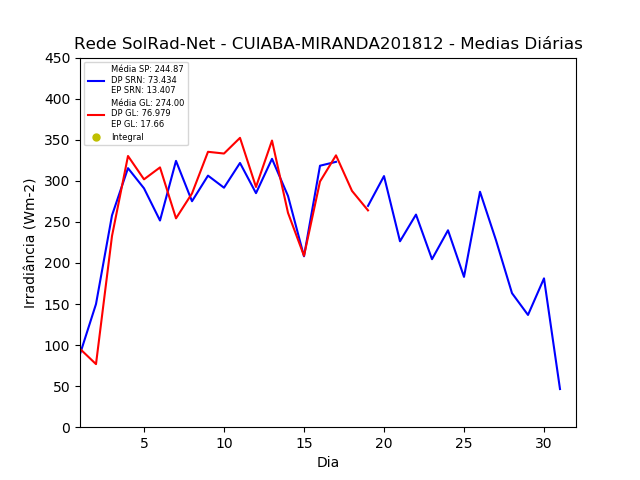 Rede SolRad-Net - CUIABA-MIRANDA201812 - Medias Diárias
450
400
350
300
250
200
150
100
50
0
Irradiância (Wm-2)
Média SP: 244.87
DP SRN: 73.434
EP SRN: 13.407
Média GL: 274.00
DP GL: 76.979
EP GL: 17.66
Integral
5
10
15
20
25
30
Dia